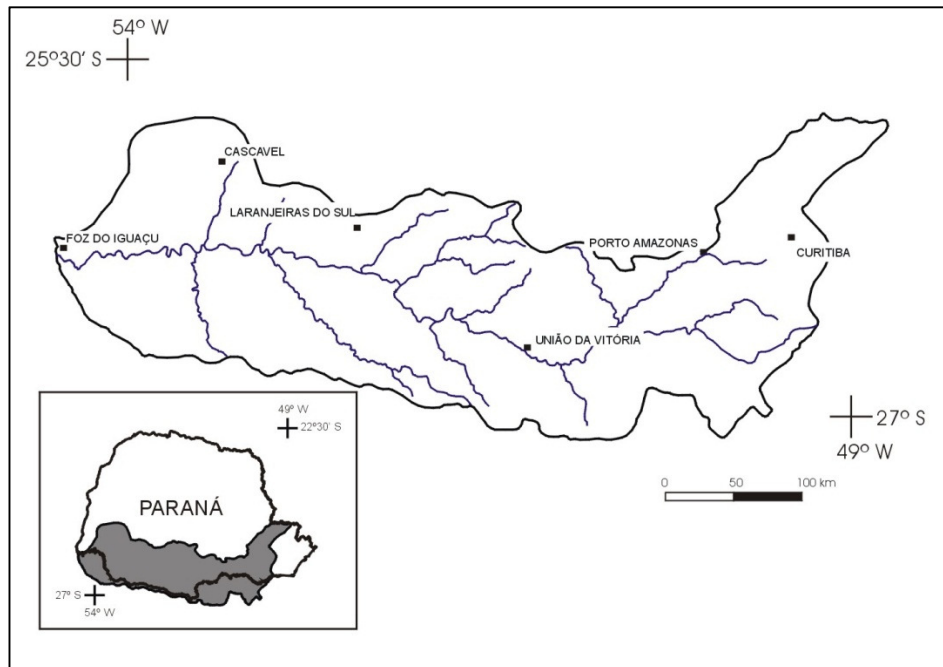 54º W
25º30' S
CASCAVEL
LARANJEIRAS DO SUL
FOZ DO IGUAÇU
PORTO AMAZONAS
CURITIBA
UNIÃO DA VITÓRIA
27º S
49º W
0 50 100 km
49º W
22º30' S
PARANÁ
27º S
54º W